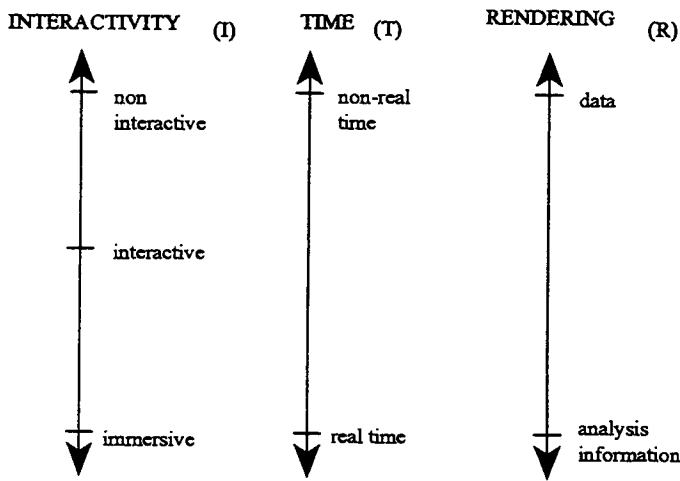 INTERACTIVITY (I)
TIME (T)
RENDERING (R)
non
interactive
non-real
time
data
interactive
immersive
real time
analysis
information